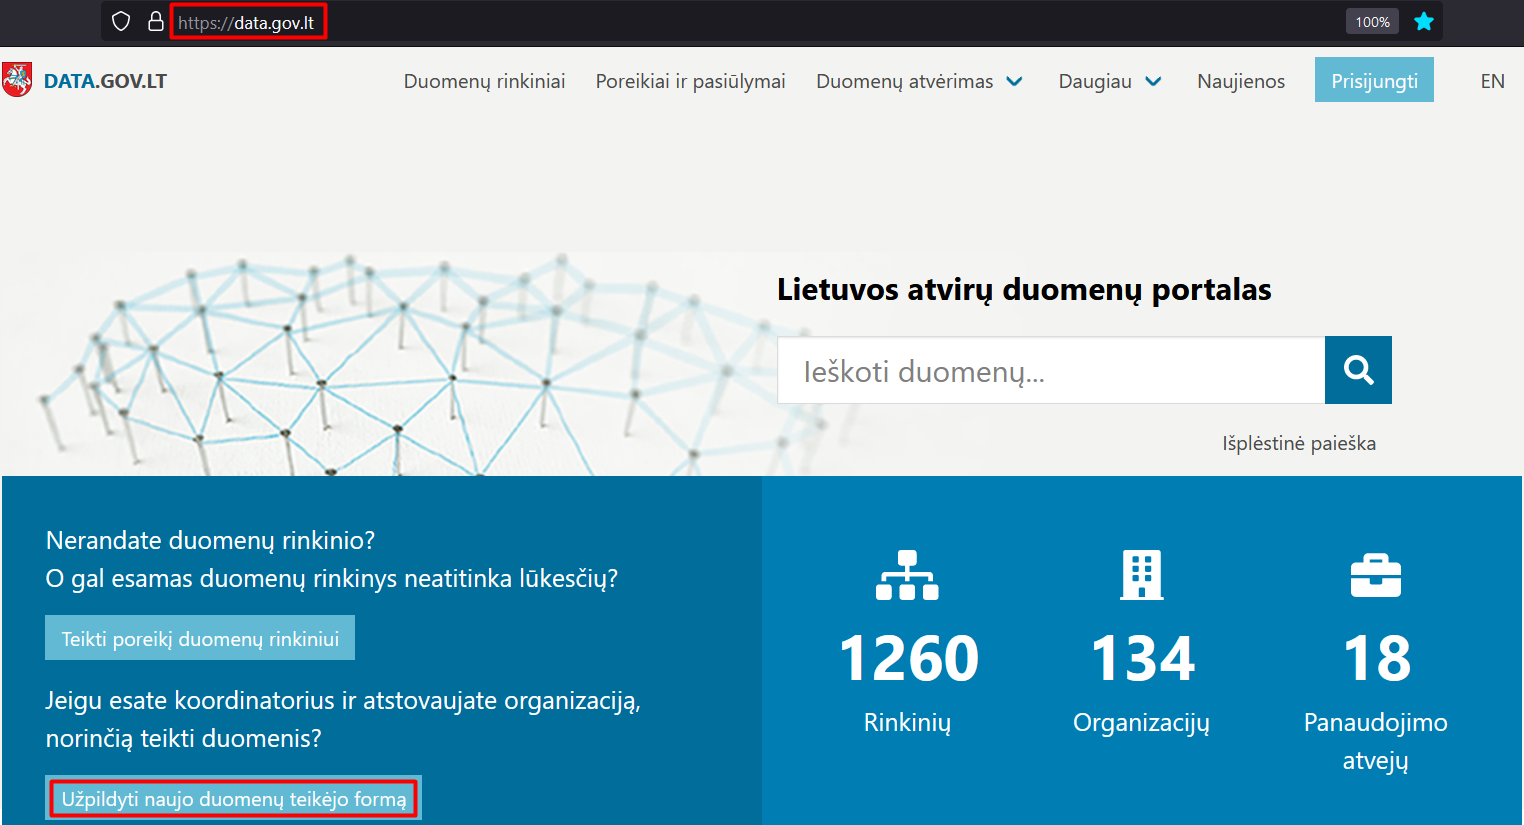 https://data.gov.lt
100%
DATA.GOV.LT
Duomenų rinkiniai
Poreikiai ir pasiūlymai
Duomenų atvėrimas
Daugiau
Naujienos
Prisijungti
EN
Lietuvos atvirų duomenų portalas
Ieškoti duomenų...
Išplėstinė paieška
Nerandate duomenų rinkinio?
O gal esamas duomenų rinkinys neatitinka lūkesčių?
Teikti poreikį duomenų rinkiniui
Jeigu esate koordinatorius ir atstovaujate organizaciją,
norinčią teikti duomenis?
Užpildyti naujo duomenų teikėjo formą
1260
Rinkinių
134
Organizacijų
18
Panaudojimo
atvejų